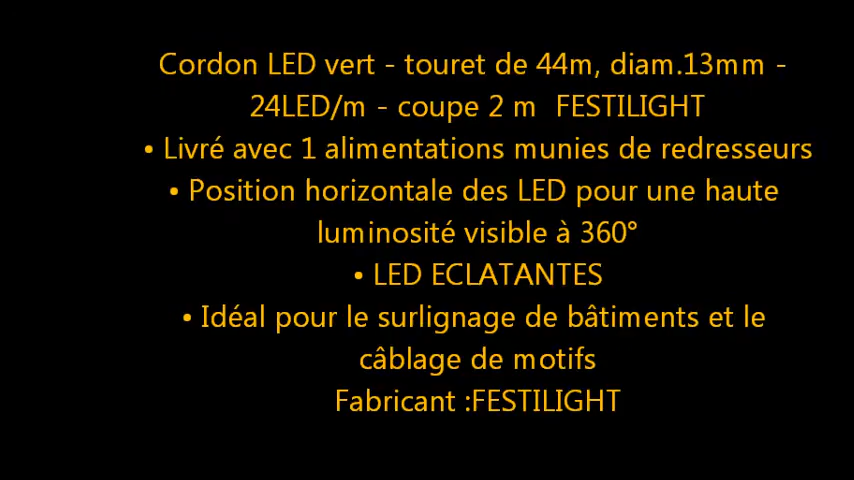 Cordon LED vert - touret de 44m, diam.13mm -
24LED/m - coupe 2 m  FESTILIGHT
• Livré avec 1 alimentations munies de redresseurs
• Position horizontale des LED pour une haute
luminosité visible à 360°
• LED ECLATANTES
• Idéal pour le surlignage de bâtiments et le
câblage de motifs
Fabricant :FESTILIGHT